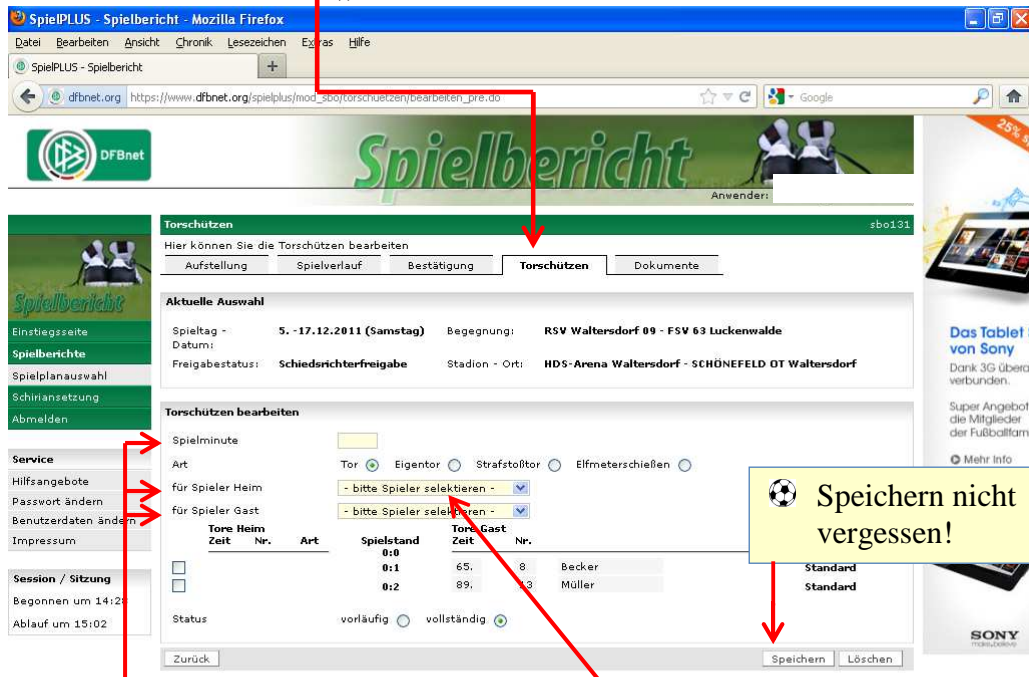 SpielPLUS - Spielbericht - Mozilla Firefox
Datei Bearbeiten Ansicht Chronik Lesezeichen Extras Hilfe
SpielPLUS - Spielbericht +
dfbnet.org https://www.dfbnet.org/spielplus/mod_sbo/torschuetzen/bearbeiten_pre.do Google
DFBnet
Spielbericht
Anwender:
25%
Torschützen sbo131
Hier können Sie die Torschützen bearbeiten
Aufstellung Spielverlauf Bestätigung Torschützen Dokumente
Spielbericht
Einstiegsseite
Spielberichte
Spielplanauswahl
Schiriansetzung
Abmelden
Service
Hilfsangebote
Passwort ändern
Benutzerdaten ändern
Impressum
Session / Sitzung
Begonnen um 14:28
Ablauf um 15:02
Aktuelle Auswahl
Spieltag - Datum: 5. -17.12.2011 (Samstag) Begegnung: RSV Waltersdorf 09 - FSV 63 Luckenwalde
Freigabestatus: Schiedsrichterfreigabe Stadion - Ort: HDS-Arena Waltersdorf - SCHÖNEFELD OT Waltersdorf
Torschützen bearbeiten
Spielminute
Art Tor Eigentor Strafstoßtor Elfmeterschießen
für Spieler Heim - bitte Spieler selektieren -
für Spieler Gast - bitte Spieler selektieren -
Tore Heim Tore Gast
Zeit Nr. Art Spielstand Zeit Nr.
0:0
0:1 65. 8 Becker Standard
0:2 89. 13 Müller Standard
Status vorläufig vollständig
Zurück Speichern Löschen
Speichern nicht
vergessen!
Das Tablet
von Sony
Dank 3G übera
verbunden.
Super Angebot
die Mitglieder
der Fußballfam
Mehr Info
SONY
make.believe